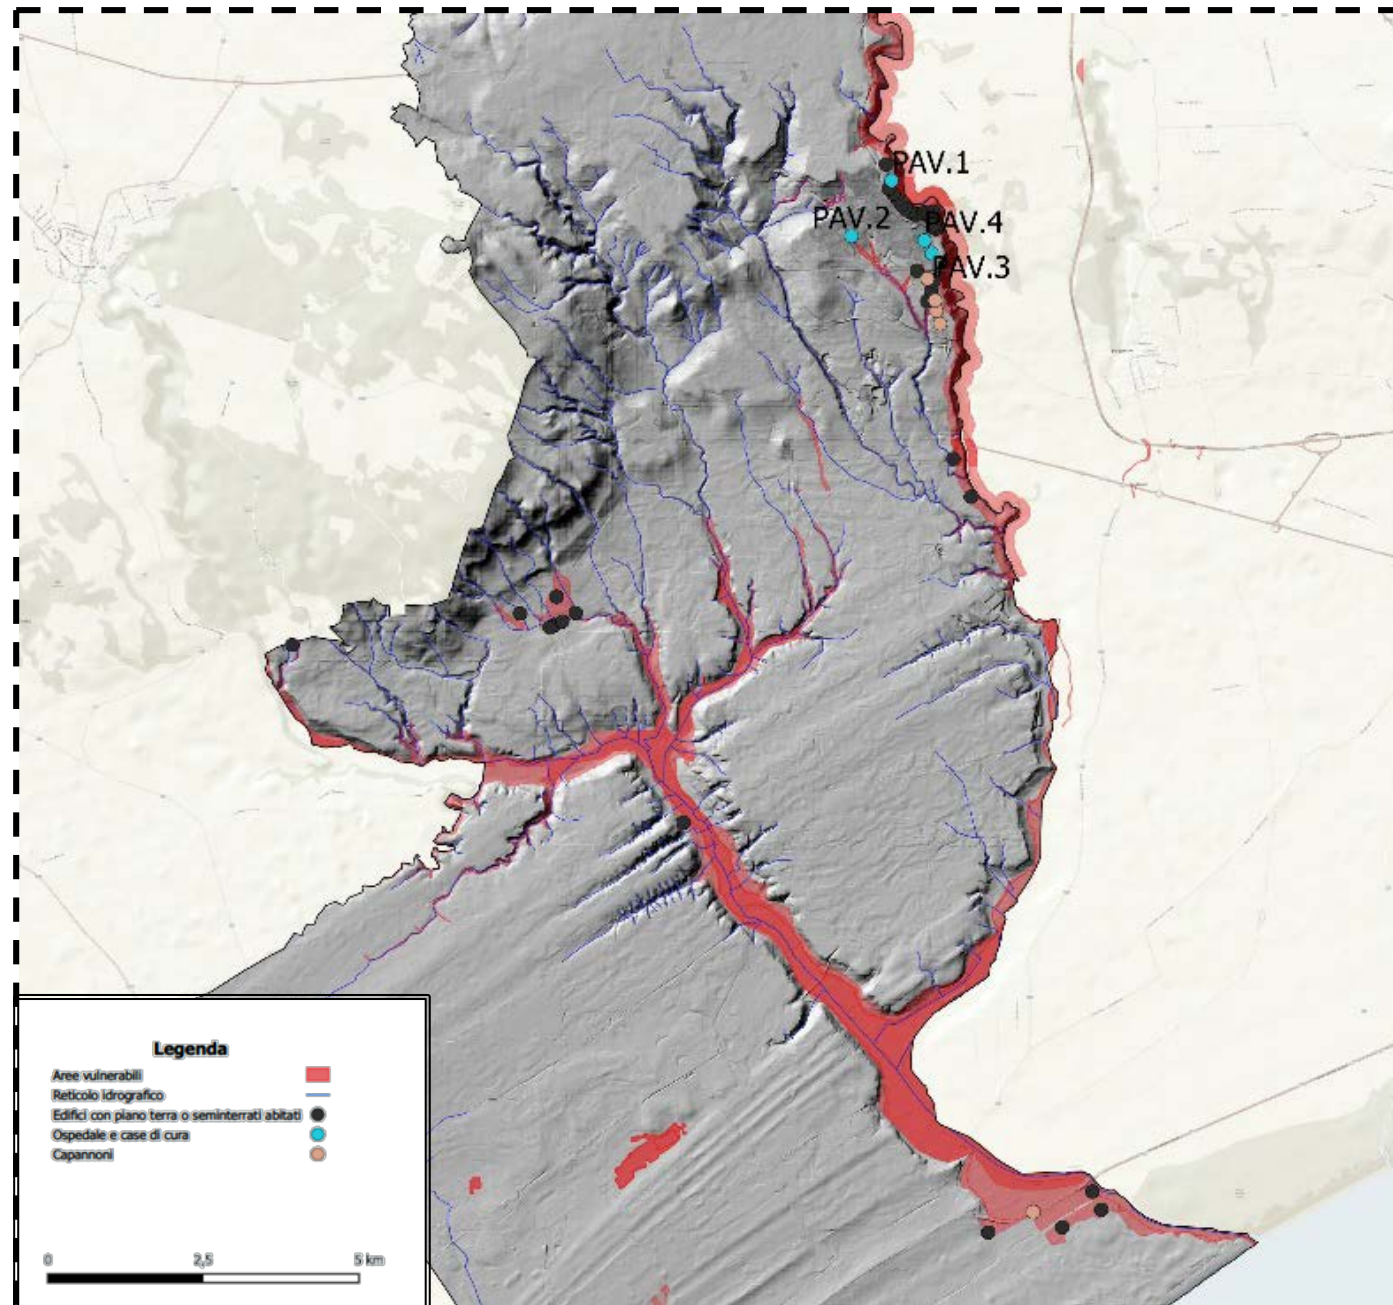 PAV.1
PAV.2
PAV.4
PAV.3
Legenda
Aree vulnerabili
Reticolo idrografico
Edifici con piano terra o seminterrati abitati
Ospedale e case di cura
Capannoni
0 2,5 5 km